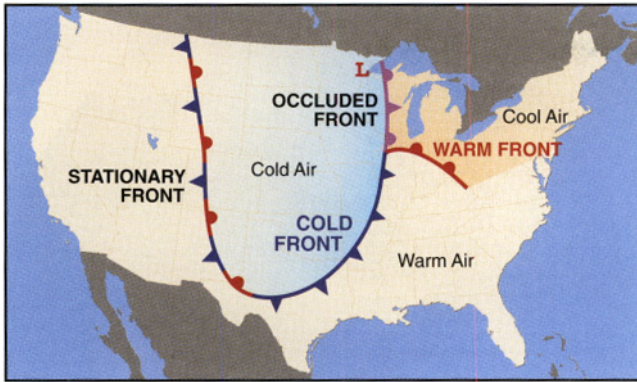 L
OCCLUDED
FRONT
Cool Air
WARM FRONT
STATIONARY
FRONT
Cold Air
COLD
FRONT
Warm Air